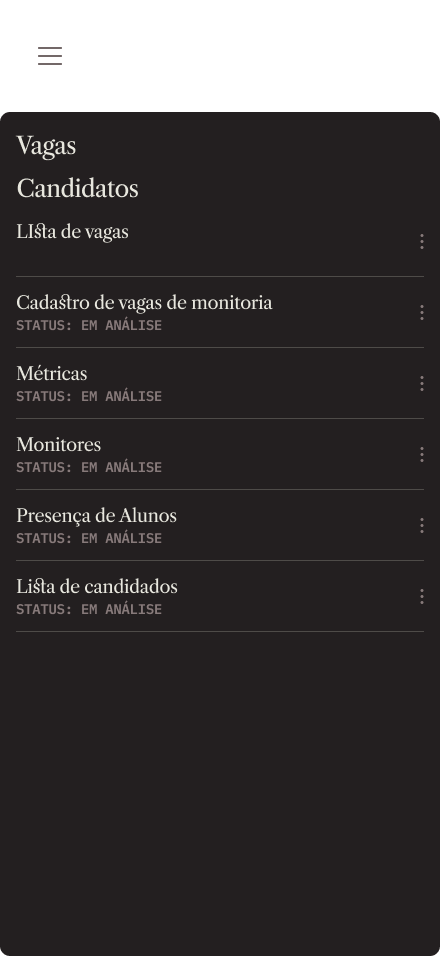 Vagas
Candidatos
LIsta de vagas
Cadastro de vagas de monitoria
STATUS: EM ANÁLISE
Métricas
STATUS: EM ANÁLISE
Monitores
STATUS: EM ANÁLISE
Presença de Alunos
STATUS: EM ANÁLISE
Lista de candidados
STATUS: EM ANÁLISE